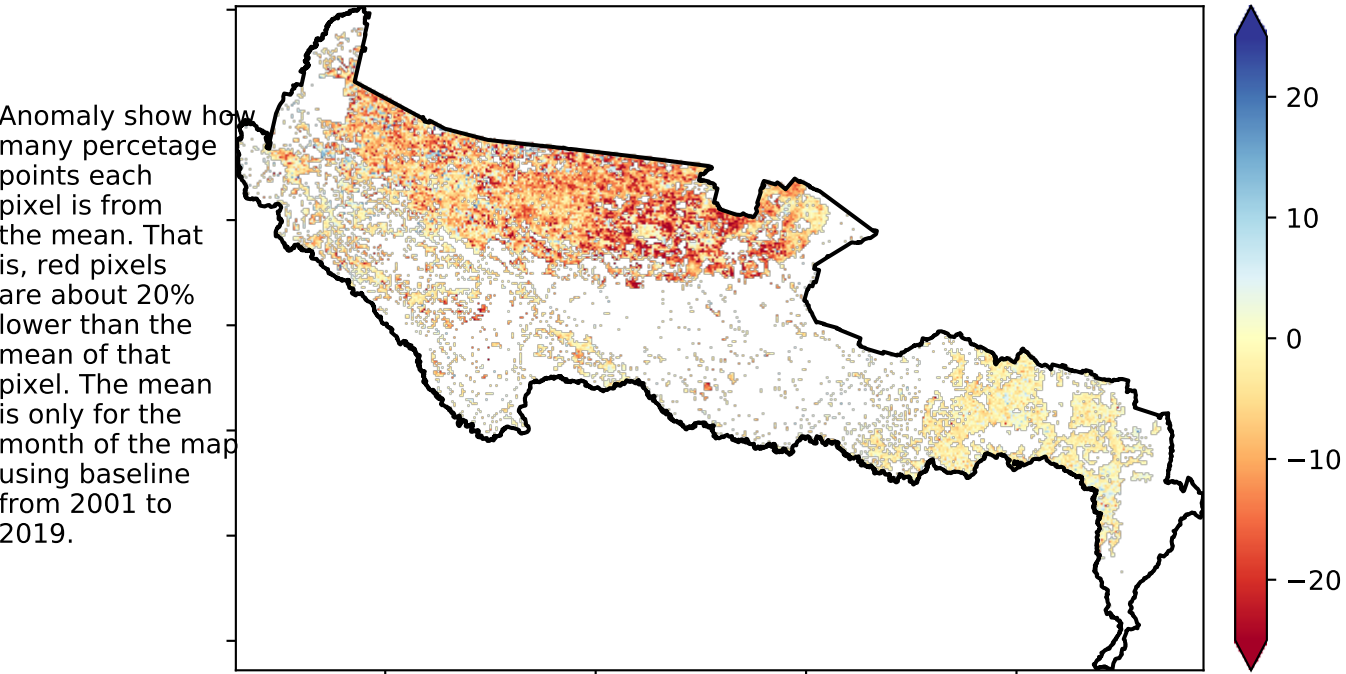 Anomaly show how
many percetage
points each
pixel is from
the mean. That
is, red pixels
are about 20%
lower than the
mean of that
pixel. The mean
is only for the
month of the map
using baseline
from 2001 to
2019.
20
10
0
−10
−20